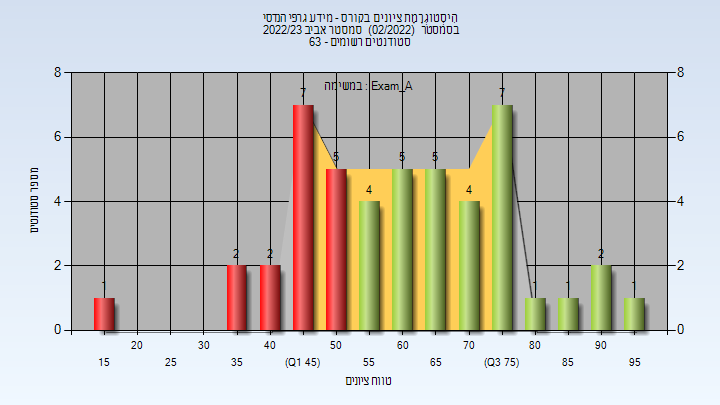 היסטוגרמת ציונים בקורס - מידע גרפי הנדסי
בסמסטר (02/2022) סמסטר אביב 2022/23
סטודנטים רשומים - 63
במשימה : Exam_A
8 8
6 6
4 4
2 2
0 0
מספר סטודנטים
1 2 2 7 5 4 5 5 4 7 1 1 2 1
20 30 40 50 60 70 80 90
15 25 35 (Q1 45) 55 65 (Q3 75) 85 95
טווח ציונים